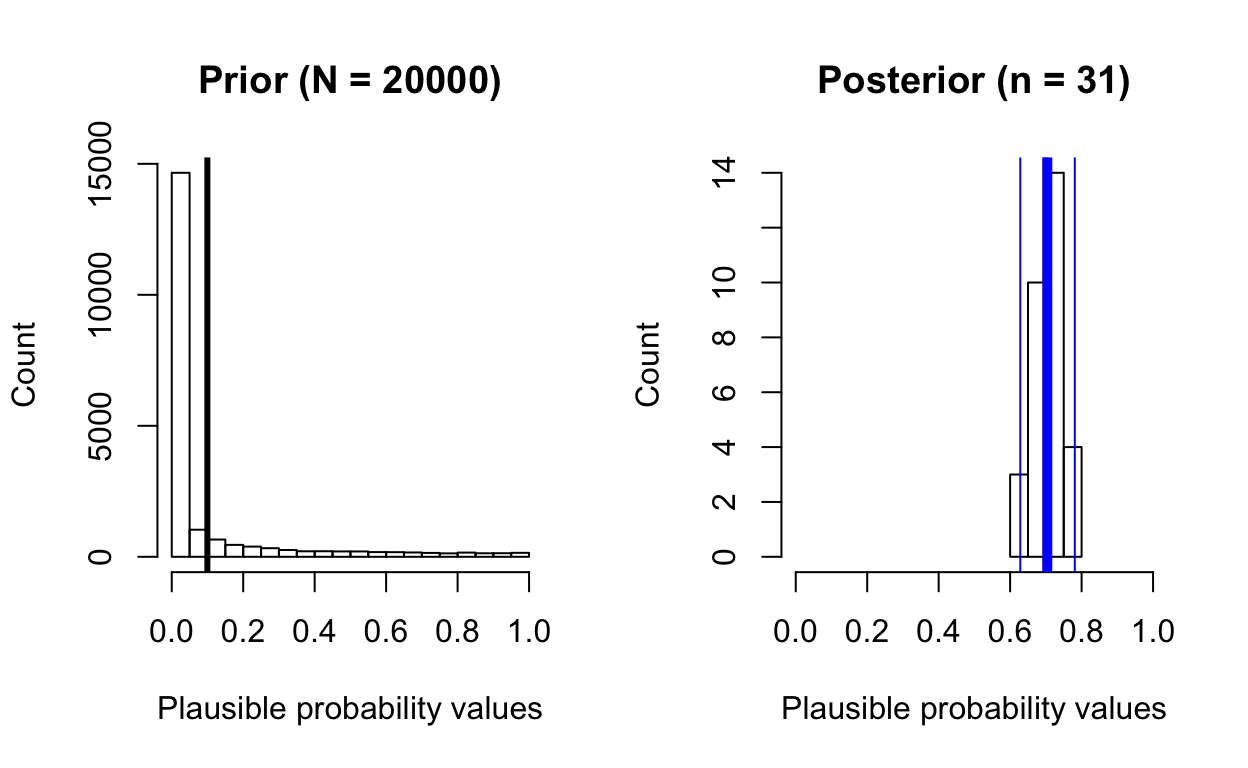 Prior (N = 20000)
Count
15000
10000
5000
0
0.0 0.2 0.4 0.6 0.8 1.0
Plausible probability values
Posterior (n = 31)
Count
14
10
8
6
4
2
0
0.0 0.2 0.4 0.6 0.8 1.0
Plausible probability values